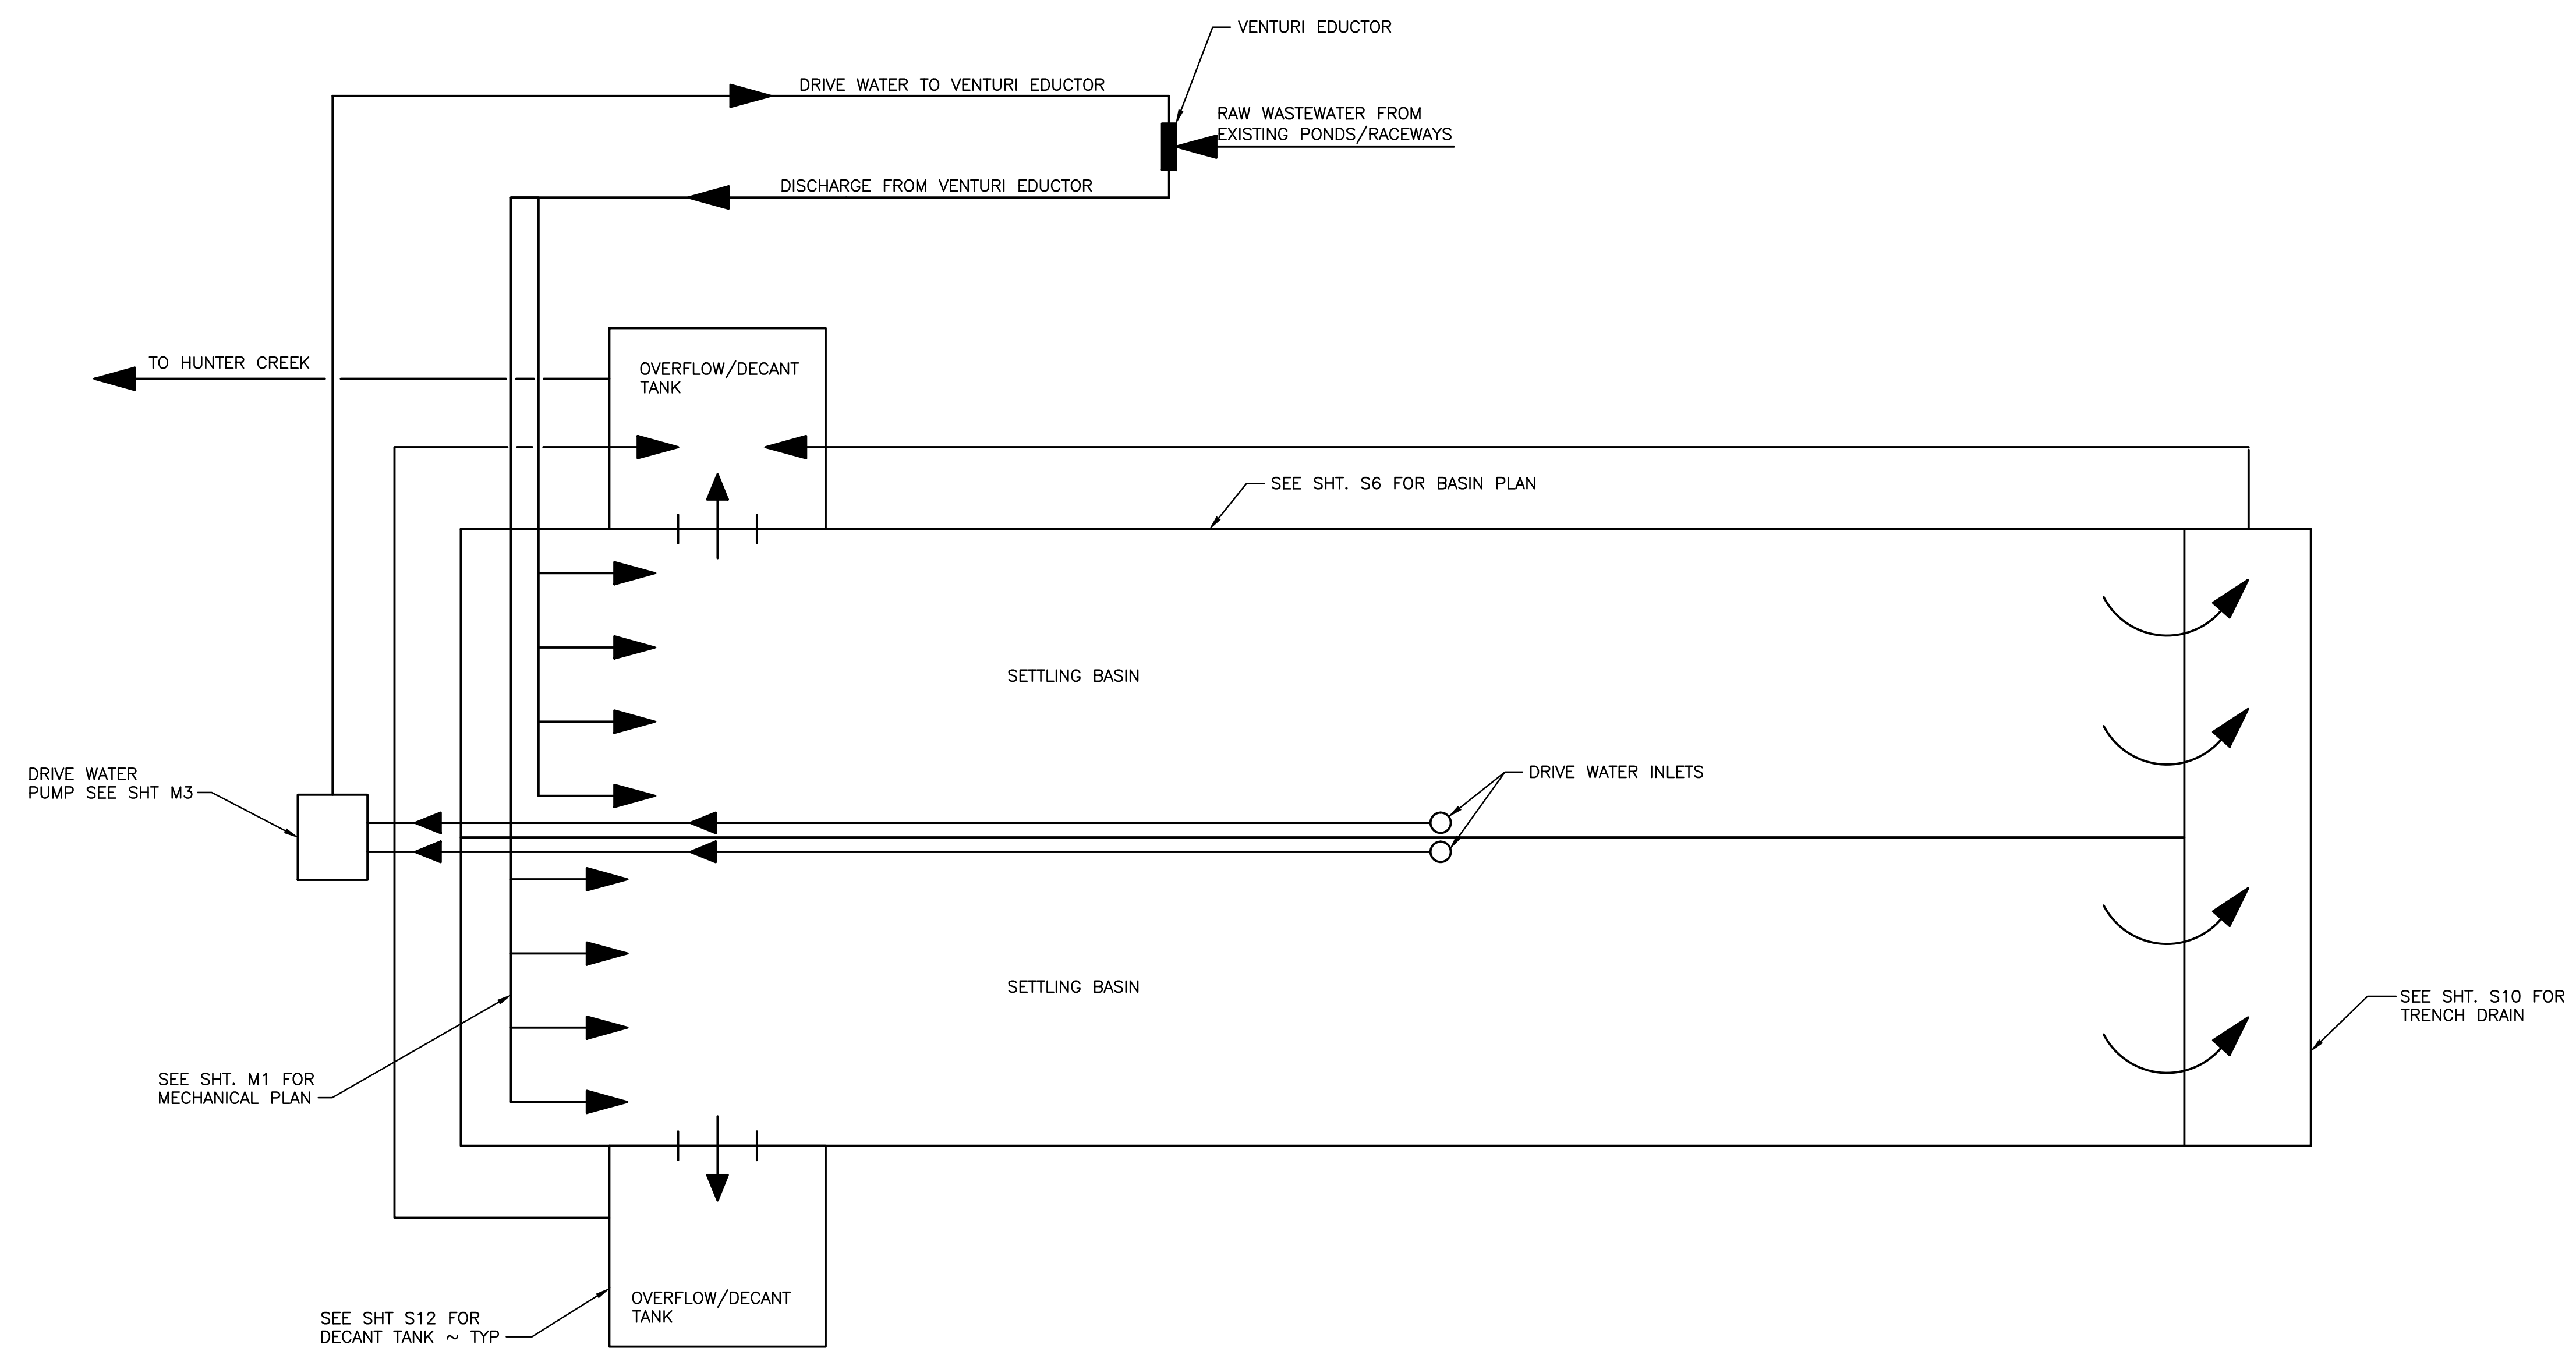 VENTURI EDUCTOR
DRIVE WATER TO VENTURI EDUCTOR
RAW WASTEWATER FROM
EXISTING PONDS/RACEWAYS
DISCHARGE FROM VENTURI EDUCTOR
TO HUNTER CREEK
OVERFLOW/DECANT
TANK
SEE SHT. S6 FOR BASIN PLAN
SETTLING BASIN
DRIVE WATER
PUMP SEE SHT M3
DRIVE WATER INLETS
SETTLING BASIN
SEE SHT. S10 FOR
TRENCH DRAIN
SEE SHT. M1 FOR
MECHANICAL PLAN
OVERFLOW/DECANT
TANK
SEE SHT S12 FOR
DECANT TANK ~ TYP